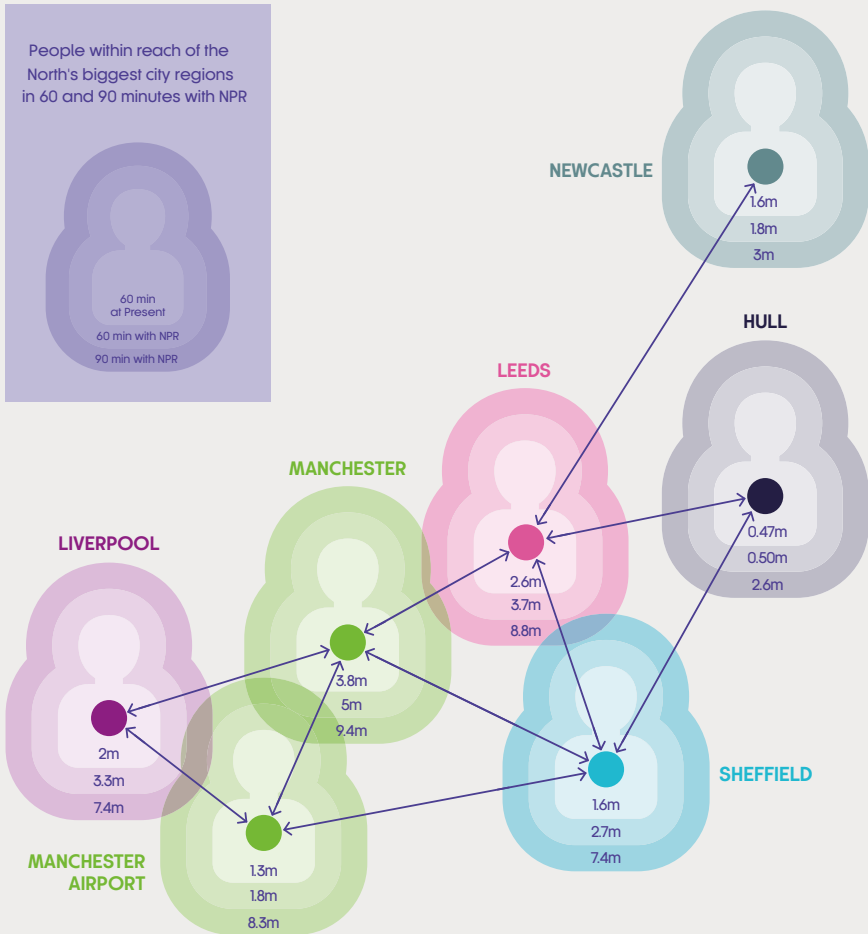 People within reach of the
North's biggest city regions
in 60 and 90 minutes with NPR
60 min
at Present
60 min with NPR
90 min with NPR
NEWCASTLE
1.6m
1.8m
3m
HULL
0.47m
0.50m
2.6m
LEEDS
2.6m
3.7m
8.8m
MANCHESTER
3.8m
5m
9.4m
LIVERPOOL
2m
3.3m
7.4m
SHEFFIELD
1.6m
2.7m
7.4m
MANCHESTER
AIRPORT
1.3m
1.8m
8.3m